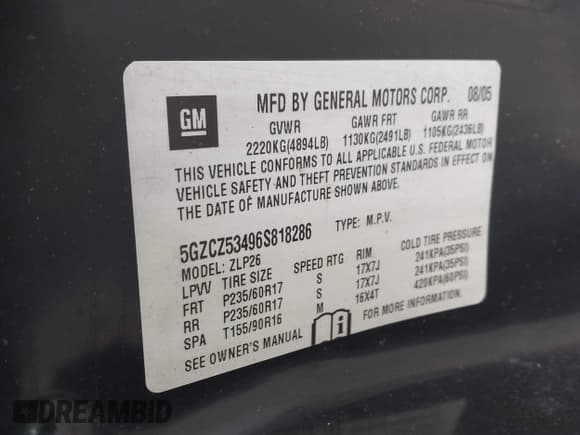 GM
MFD BY GENERAL MOTORS CORP. 08/05
GVWR GAWR FRT GAWR RR
2220KG(4894LB) 1130KG(2491LB) 1105KG(2436LB)
THIS VEHICLE CONFORMS TO ALL APPLICABLE U.S. FEDERAL MOTOR
VEHICLE SAFETY AND THEFT PREVENTION STANDARDS IN EFFECT ON
THE DATE OF MANUFACTURE SHOWN ABOVE.
5GZCZ53496S818286 TYPE: M.P.V.
MODEL: ZLP26
LPW TIRE SIZE SPEED RTG RIM COLD TIRE PRESSURE
FRT P235/60R17 S 17X7J 241KPA(35PSI)
RR P235/60R17 S 17X7J 241KPA(35PSI)
SPA T155/90R16 M 16X4T 420KPA(60PSI)
SEE OWNER'S MANUAL i FOR MORE INFORMATION.
DREAMBID